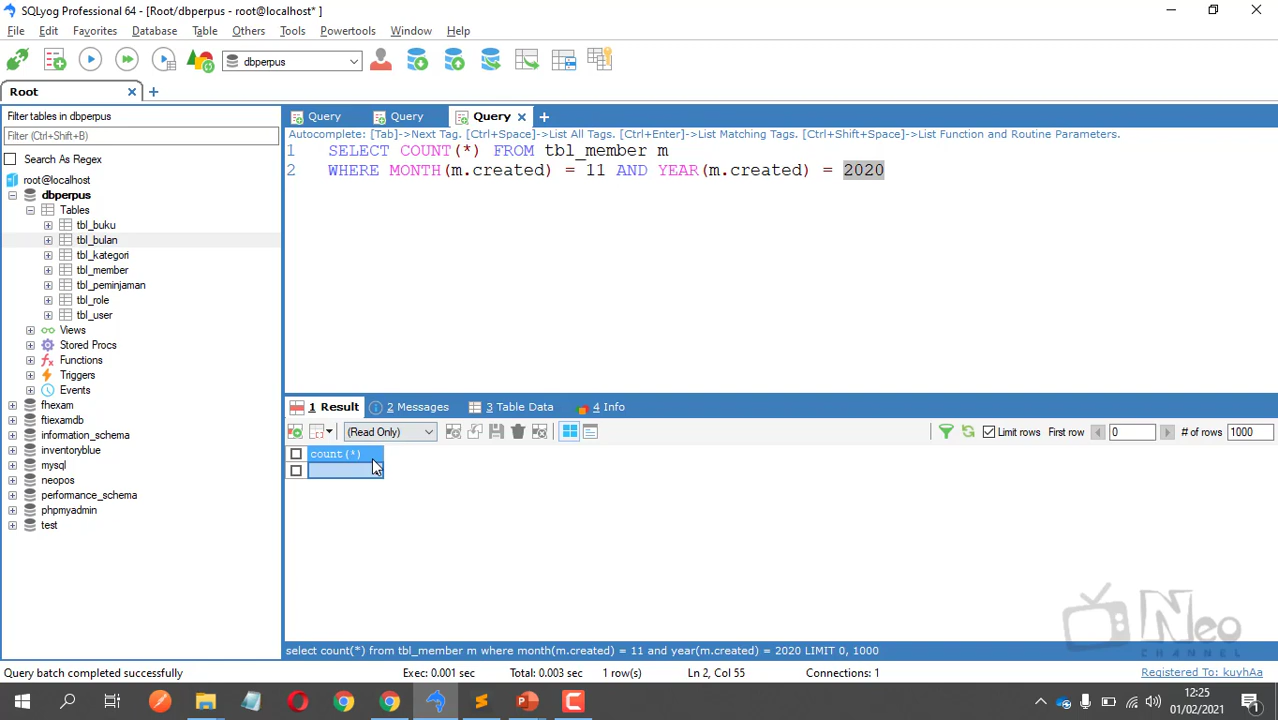 SQLyog Professional 64 - [Root/dbperpus - root@localhost* ]
File Edit Favorites Database Table Others Tools Powertools Window Help
dbperpus
Root
Filter tables in dbperpus
Filter (Ctrl+Shift+B)
Search As Regex
root@localhost
dbperpus
Tables
tbl_buku
tbl_bulan
tbl_kategori
tbl_member
tbl_peminjaman
tbl_role
tbl_user
Views
Stored Procs
Functions
Triggers
Events
fhexam
ftiexamdb
infomation_schema
inventoryblue
mysql
neopos
performance_schema
phpmyadmin
test
Query Query Query
Autocomplete: [Tab]->Next Tag. [Ctrl+Space]->List All Tags. [Ctrl+Enter]->List Matching Tags. [Ctrl+Shift+Space]->List Function and Routine Parameters.
1 SELECT COUNT(*) FROM tbl_member m
2 WHERE MONTH(m.created) = 11 AND YEAR(m.created) = 2020
1 Result 2 Messages 3 Table Data 4 Info
(Read Only) Limit rows First row 0 # of rows 1000
count(*)
Neo
CHANNEL
select count(*) from tbl_member m where month(m.created) = 11 and year(m.created) = 2020 LIMIT 0, 1000
Query batch completed successfully Exec: 0.001 sec Total: 0.003 sec 1 row(s) Ln 2, Col 55 Connections: 1 Registered To: kuyhAa
12:25
01/02/2021